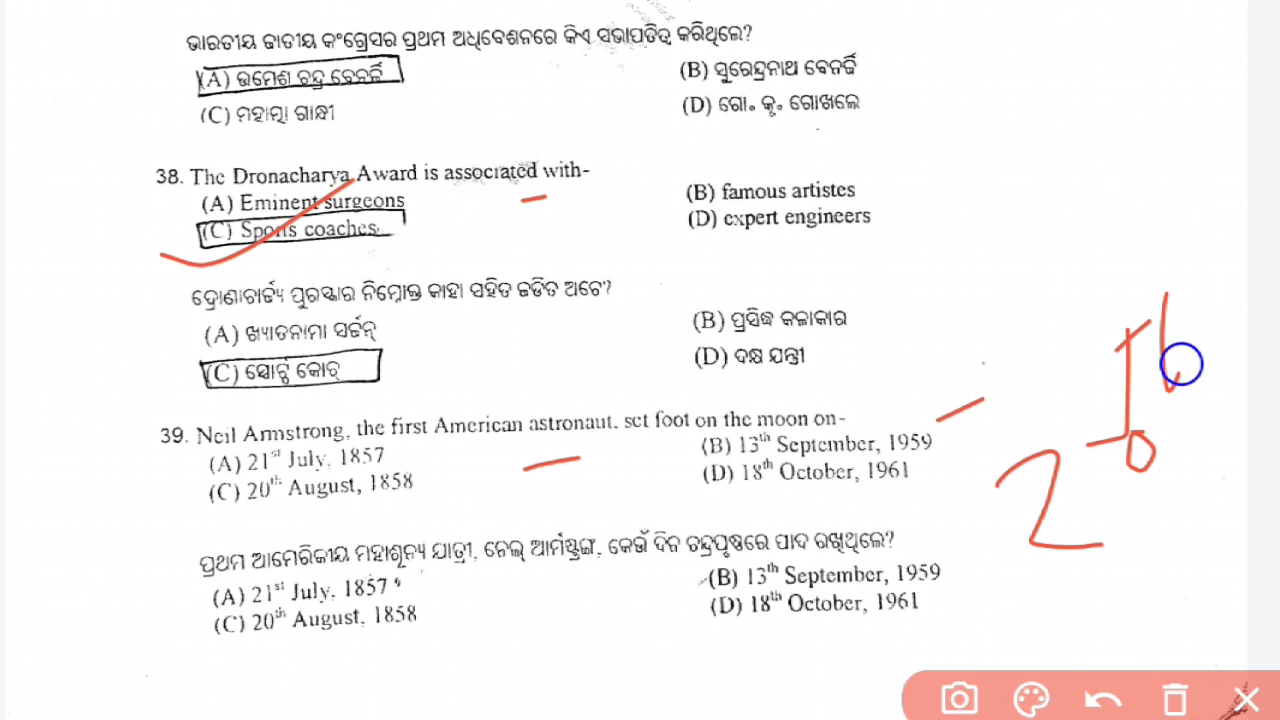 ଭାରତୀୟ ଜାତୀୟ କଂଗ୍ରେସର ପ୍ରଥମ ଅଧିବେଶନରେ କିଏ ସଭାପତିତ୍ୱ କରିଥିଲେ?
(A) ଉମେଶ ଚନ୍ଦ୍ର ବେନର୍ଜି (B) ସୁରେନ୍ଦ୍ରନାଥ ବେନର୍ଜି
(C) ମହାତ୍ମା ଗାନ୍ଧୀ (D) ଗୋ. କୃ. ଗୋଖଲେ
38. The Dronacharya Award is associated with-
(A) Eminent surgeons (B) famous artistes
(C) Sports coaches (D) expert engineers
ଦ୍ରୋଣାଚାର୍ଯ୍ୟ ପୁରସ୍କାର ନିମ୍ନୋକ୍ତ କାହା ସହିତ ଜଡିତ ଅଟେ?
(A) ଖ୍ୟାତନାମା ସର୍ଜନ୍ (B) ପ୍ରସିଦ୍ଧ କଳାକାର
(C) ସ୍ପୋର୍ଟ୍ସ କୋଚ୍ (D) ଦକ୍ଷ ଯନ୍ତ୍ରୀ
39. Neil Armstrong, the first American astronaut, set foot on the moon on-
(A) 21st July, 1857 (B) 13th September, 1959
(C) 20th August, 1858 (D) 18th October, 1961
ପ୍ରଥମ ଆମେରିକୀୟ ମହାଶୂନ୍ୟ ଯାତ୍ରୀ, ନେଲ୍ ଆର୍ମଷ୍ଟ୍ରଙ୍ଗ, କେଉଁ ଦିନ ଚନ୍ଦ୍ରପୃଷ୍ଠରେ ପାଦ ରଖିଥିଲେ?
(A) 21st July, 1857 (B) 13th September, 1959
(C) 20th August, 1858 (D) 18th October, 1961